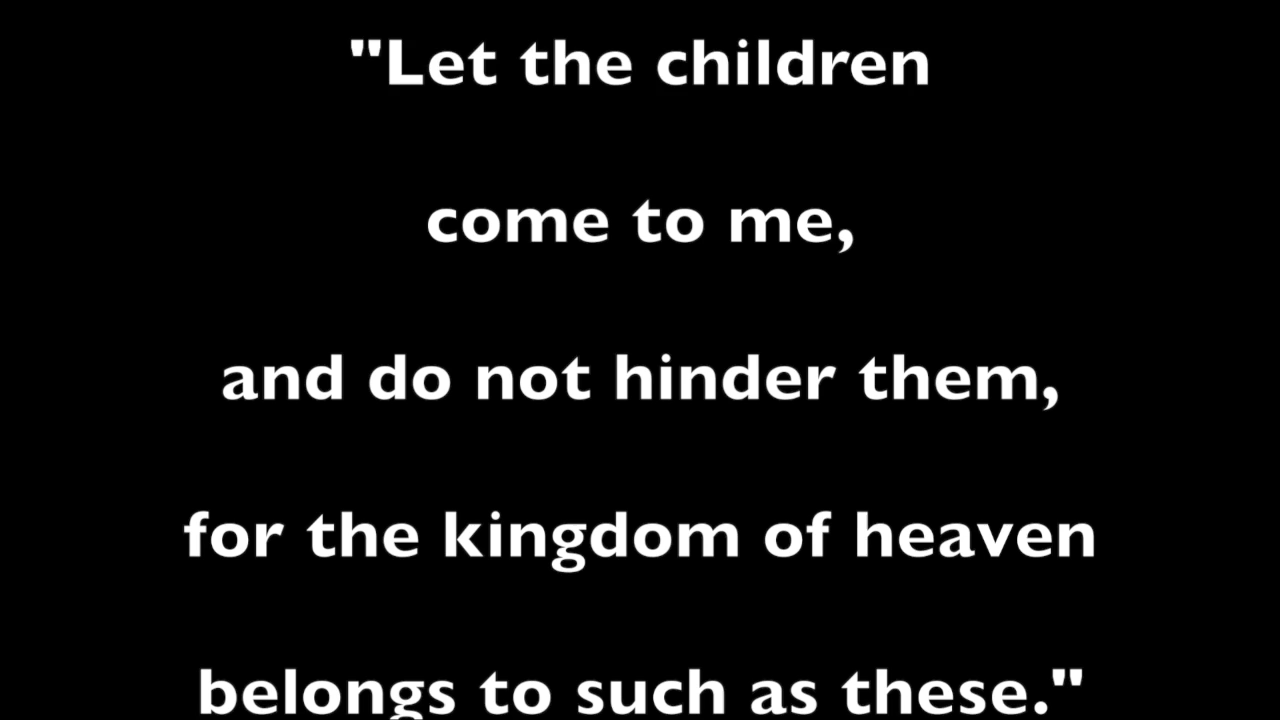 "Let the children
come to me,
and do not hinder them,
for the kingdom of heaven
belongs to such as these."